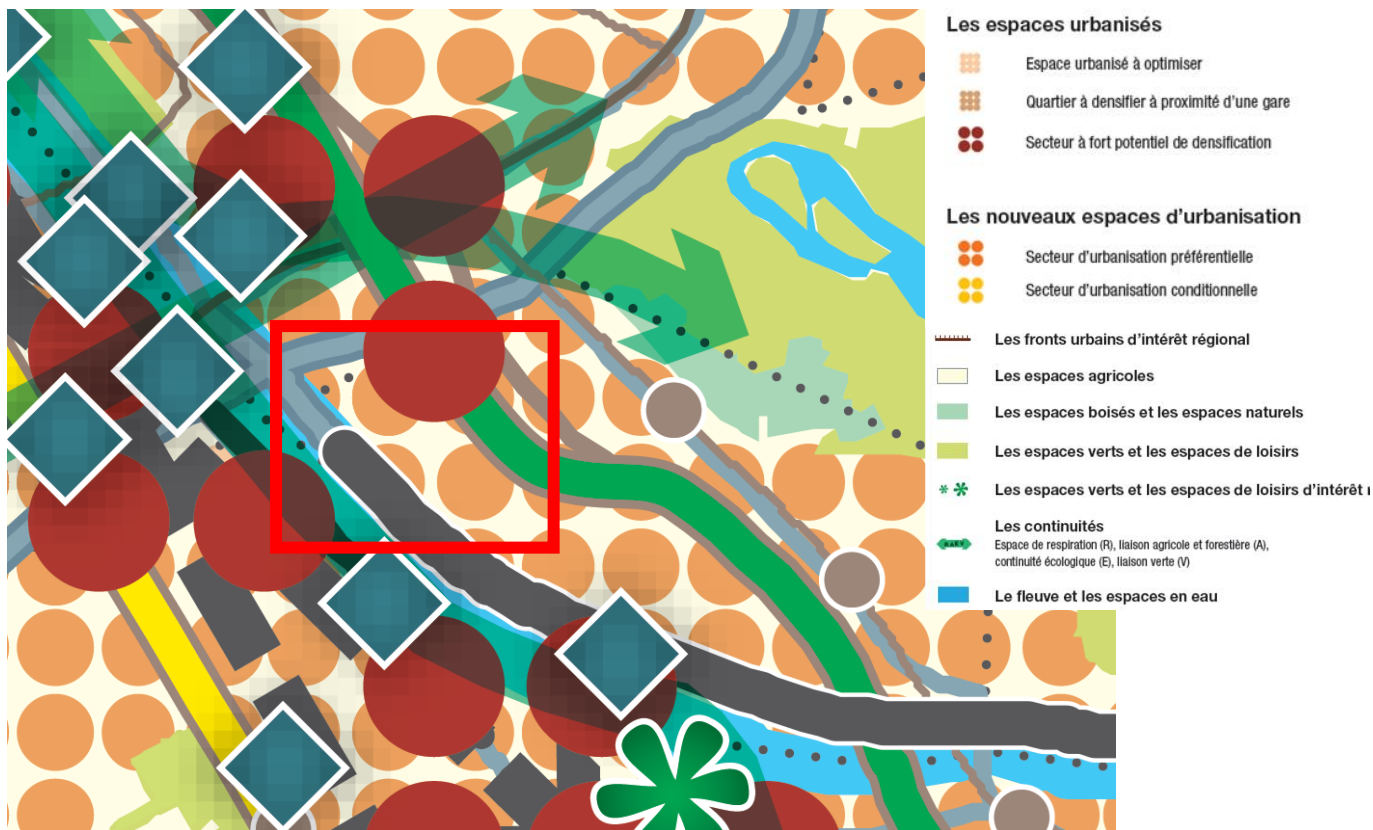 Les espaces urbanisés
Espace urbanisé à optimiser
Quartier à densifier à proximité d'une gare
Secteur à fort potentiel de densification
Les nouveaux espaces d'urbanisation
Secteur d'urbanisation préférentielle
Secteur d'urbanisation conditionnelle
Les fronts urbains d'intérêt régional
Les espaces agricoles
Les espaces boisés et les espaces naturels
Les espaces verts et les espaces de loisirs
Les espaces verts et les espaces de loisirs d'intérêt
Les continuités
Espace de respiration (R), liaison agricole et forestière (A),
continuité écologique (E), liaison verte (V)
Le fleuve et les espaces en eau